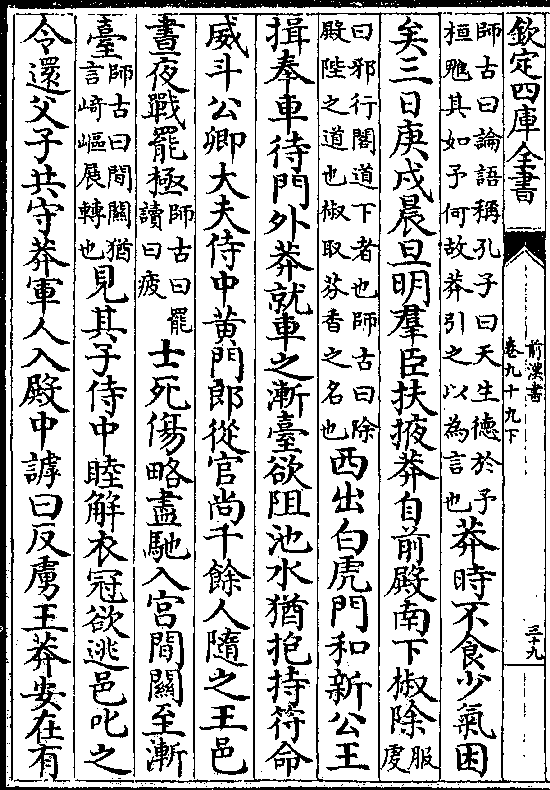 欽定四庫全書
前漢書
卷九十九下
三十九
師古曰論語稱孔子曰天生德於予桓魋其如予何故莽引之以為言也莽時不食少氣困
矣三日庚戌晨旦明羣臣扶掖莽自前殿南下椒除服虔
曰邪行閣道下者也師古曰除殿陛之道也椒取芬香之名也西出白虎門和新公王
揖奉車待門外莽就車之漸臺欲阻池水猶抱持符命
威斗公卿大夫侍中黄門郎從官尚千餘人隨之王邑
晝夜戰罷極師古曰罷讀曰疲士死傷略盡馳入宫間關至漸
臺師古曰間關猶言崎嶇展轉也見其子侍中睦解衣冠欲逃邑叱之
令還父子共守莽軍人入殿中謼曰反虜王莽安在有